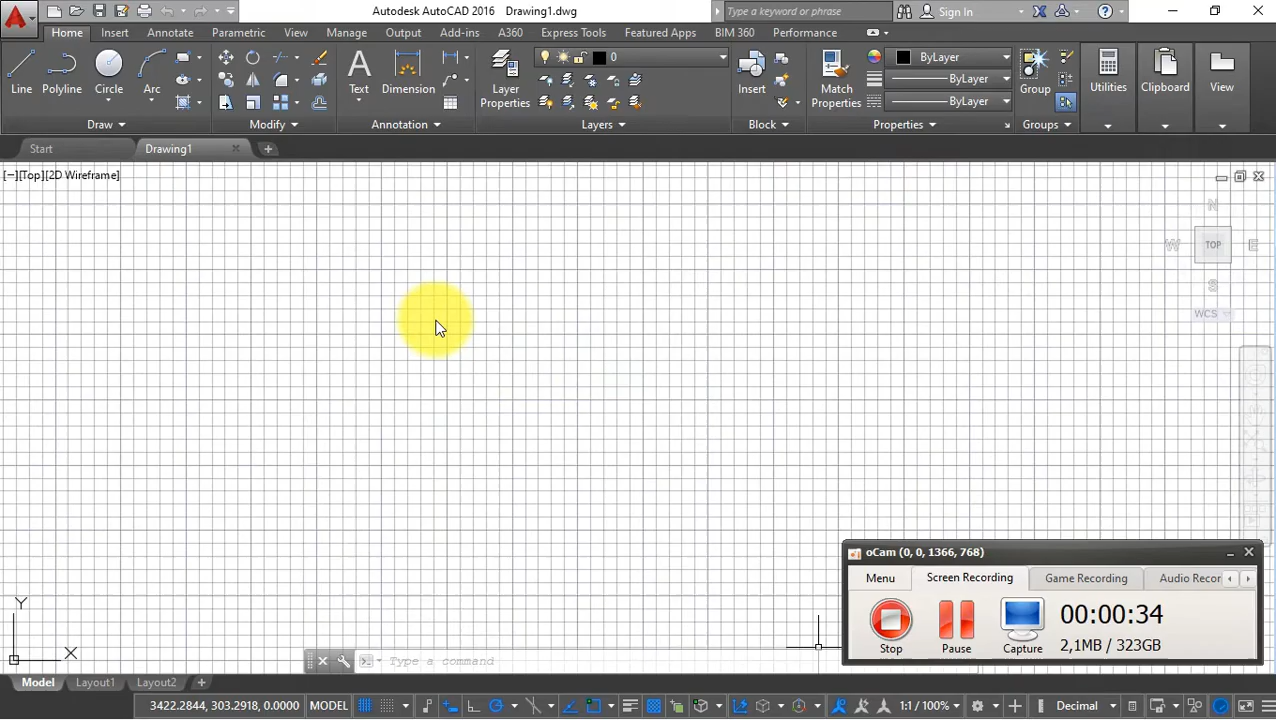 Autodesk AutoCAD 2016 Drawing1.dwg
Type a keyword or phrase
Sign In
Home Insert Annotate Parametric View Manage Output Add-ins A360 Express Tools Featured Apps BIM 360 Performance
0
ByLayer
ByLayer
ByLayer
Line Polyline Circle Arc Text Dimension Layer Properties Insert Match Properties Group Utilities Clipboard View
Draw Modify Annotation Layers Block Properties Groups
Start Drawing1
[−][Top][2D Wireframe]
N
W TOP E
S
WCS
oCam (0, 0, 1366, 768)
Menu Screen Recording Game Recording Audio Recor
00:00:34
2,1MB / 323GB
Stop Pause Capture
Y
X
Type a command
Model Layout1 Layout2
3422.2844, 303.2918, 0.0000 MODEL 1:1 / 100% Decimal